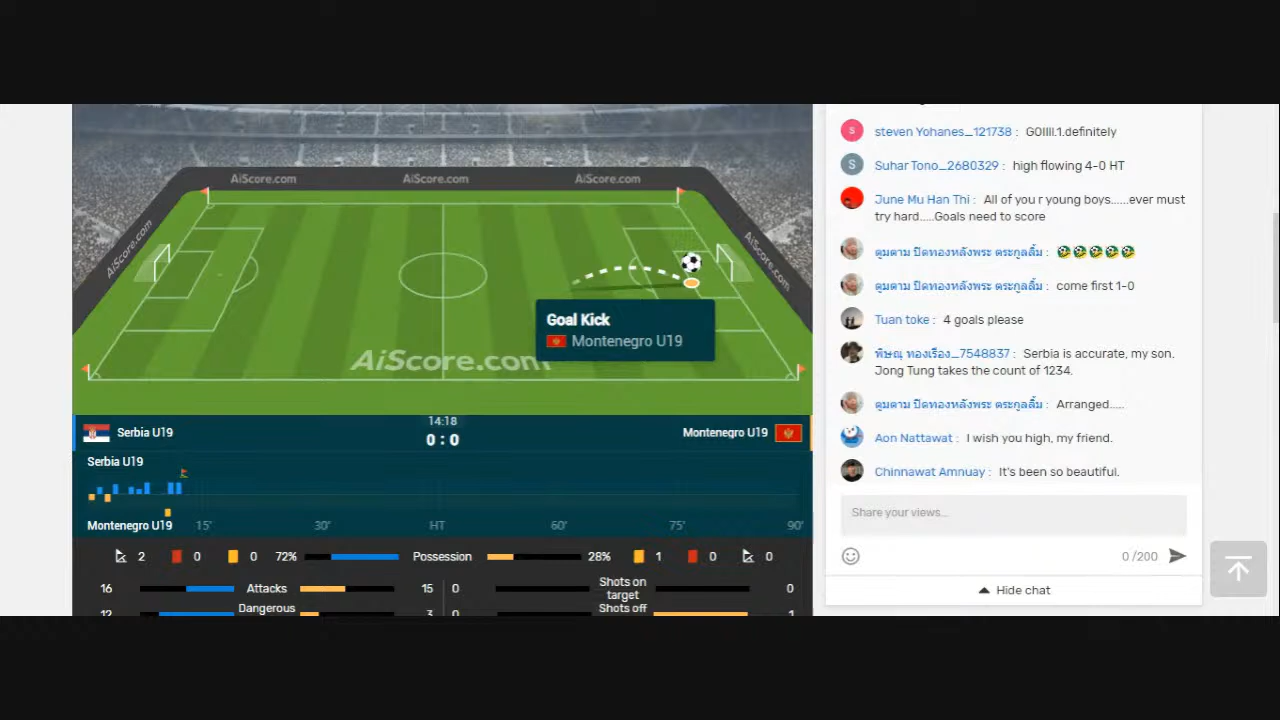 AiScore.com
AiScore.com
AiScore.com
AiScore.com
AiScore.com
Goal Kick
Montenegro U19
AiScore.com
14:18
Serbia U19
0 : 0
Montenegro U19
Serbia U19
Montenegro U19
15'
30'
HT
60'
75'
90'
2
0
0
72%
Possession
28%
1
0
0
16
Attacks
15
0
Shots on
target
0
12
Dangerous
3
0
Shots off
1
steven Yohanes_121738 : GOIIII.1.definitely
Suhar Tono_2680329 : high flowing 4-0 HT
June Mu Han Thi : All of you r young boys......ever must
try hard.....Goals need to score
ตูมตาม ปิดทองหลังพระ ตระกูลลิ้ม : 🤣🤣🤣🤣🤣
ตูมตาม ปิดทองหลังพระ ตระกูลลิ้ม : come first 1-0
Tuan toke : 4 goals please
พิษณุ ทองเรือง_7548837 : Serbia is accurate, my son.
Jong Tung takes the count of 1234.
ตูมตาม ปิดทองหลังพระ ตระกูลลิ้ม : Arranged.....
Aon Nattawat : I wish you high, my friend.
Chinnawat Amnuay : It's been so beautiful.
Share your views...
0 /200
Hide chat